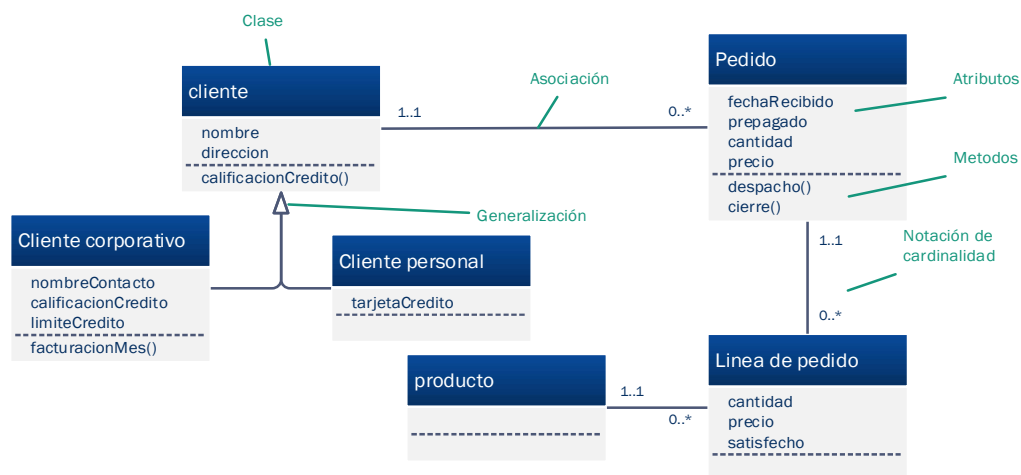 Clase
cliente
nombre
direccion
calificacionCredito()
1..1
Asociación
0..*
Pedido
fechaRecibido
prepagado
cantidad
precio
despacho()
cierre()
Atributos
Metodos
Generalización
Cliente corporativo
nombreContacto
calificacionCredito
limiteCredito
facturacionMes()
Cliente personal
tarjetaCredito
1..1
Notación de
cardinalidad
0..*
producto
1..1
0..*
Linea de pedido
cantidad
precio
satisfecho